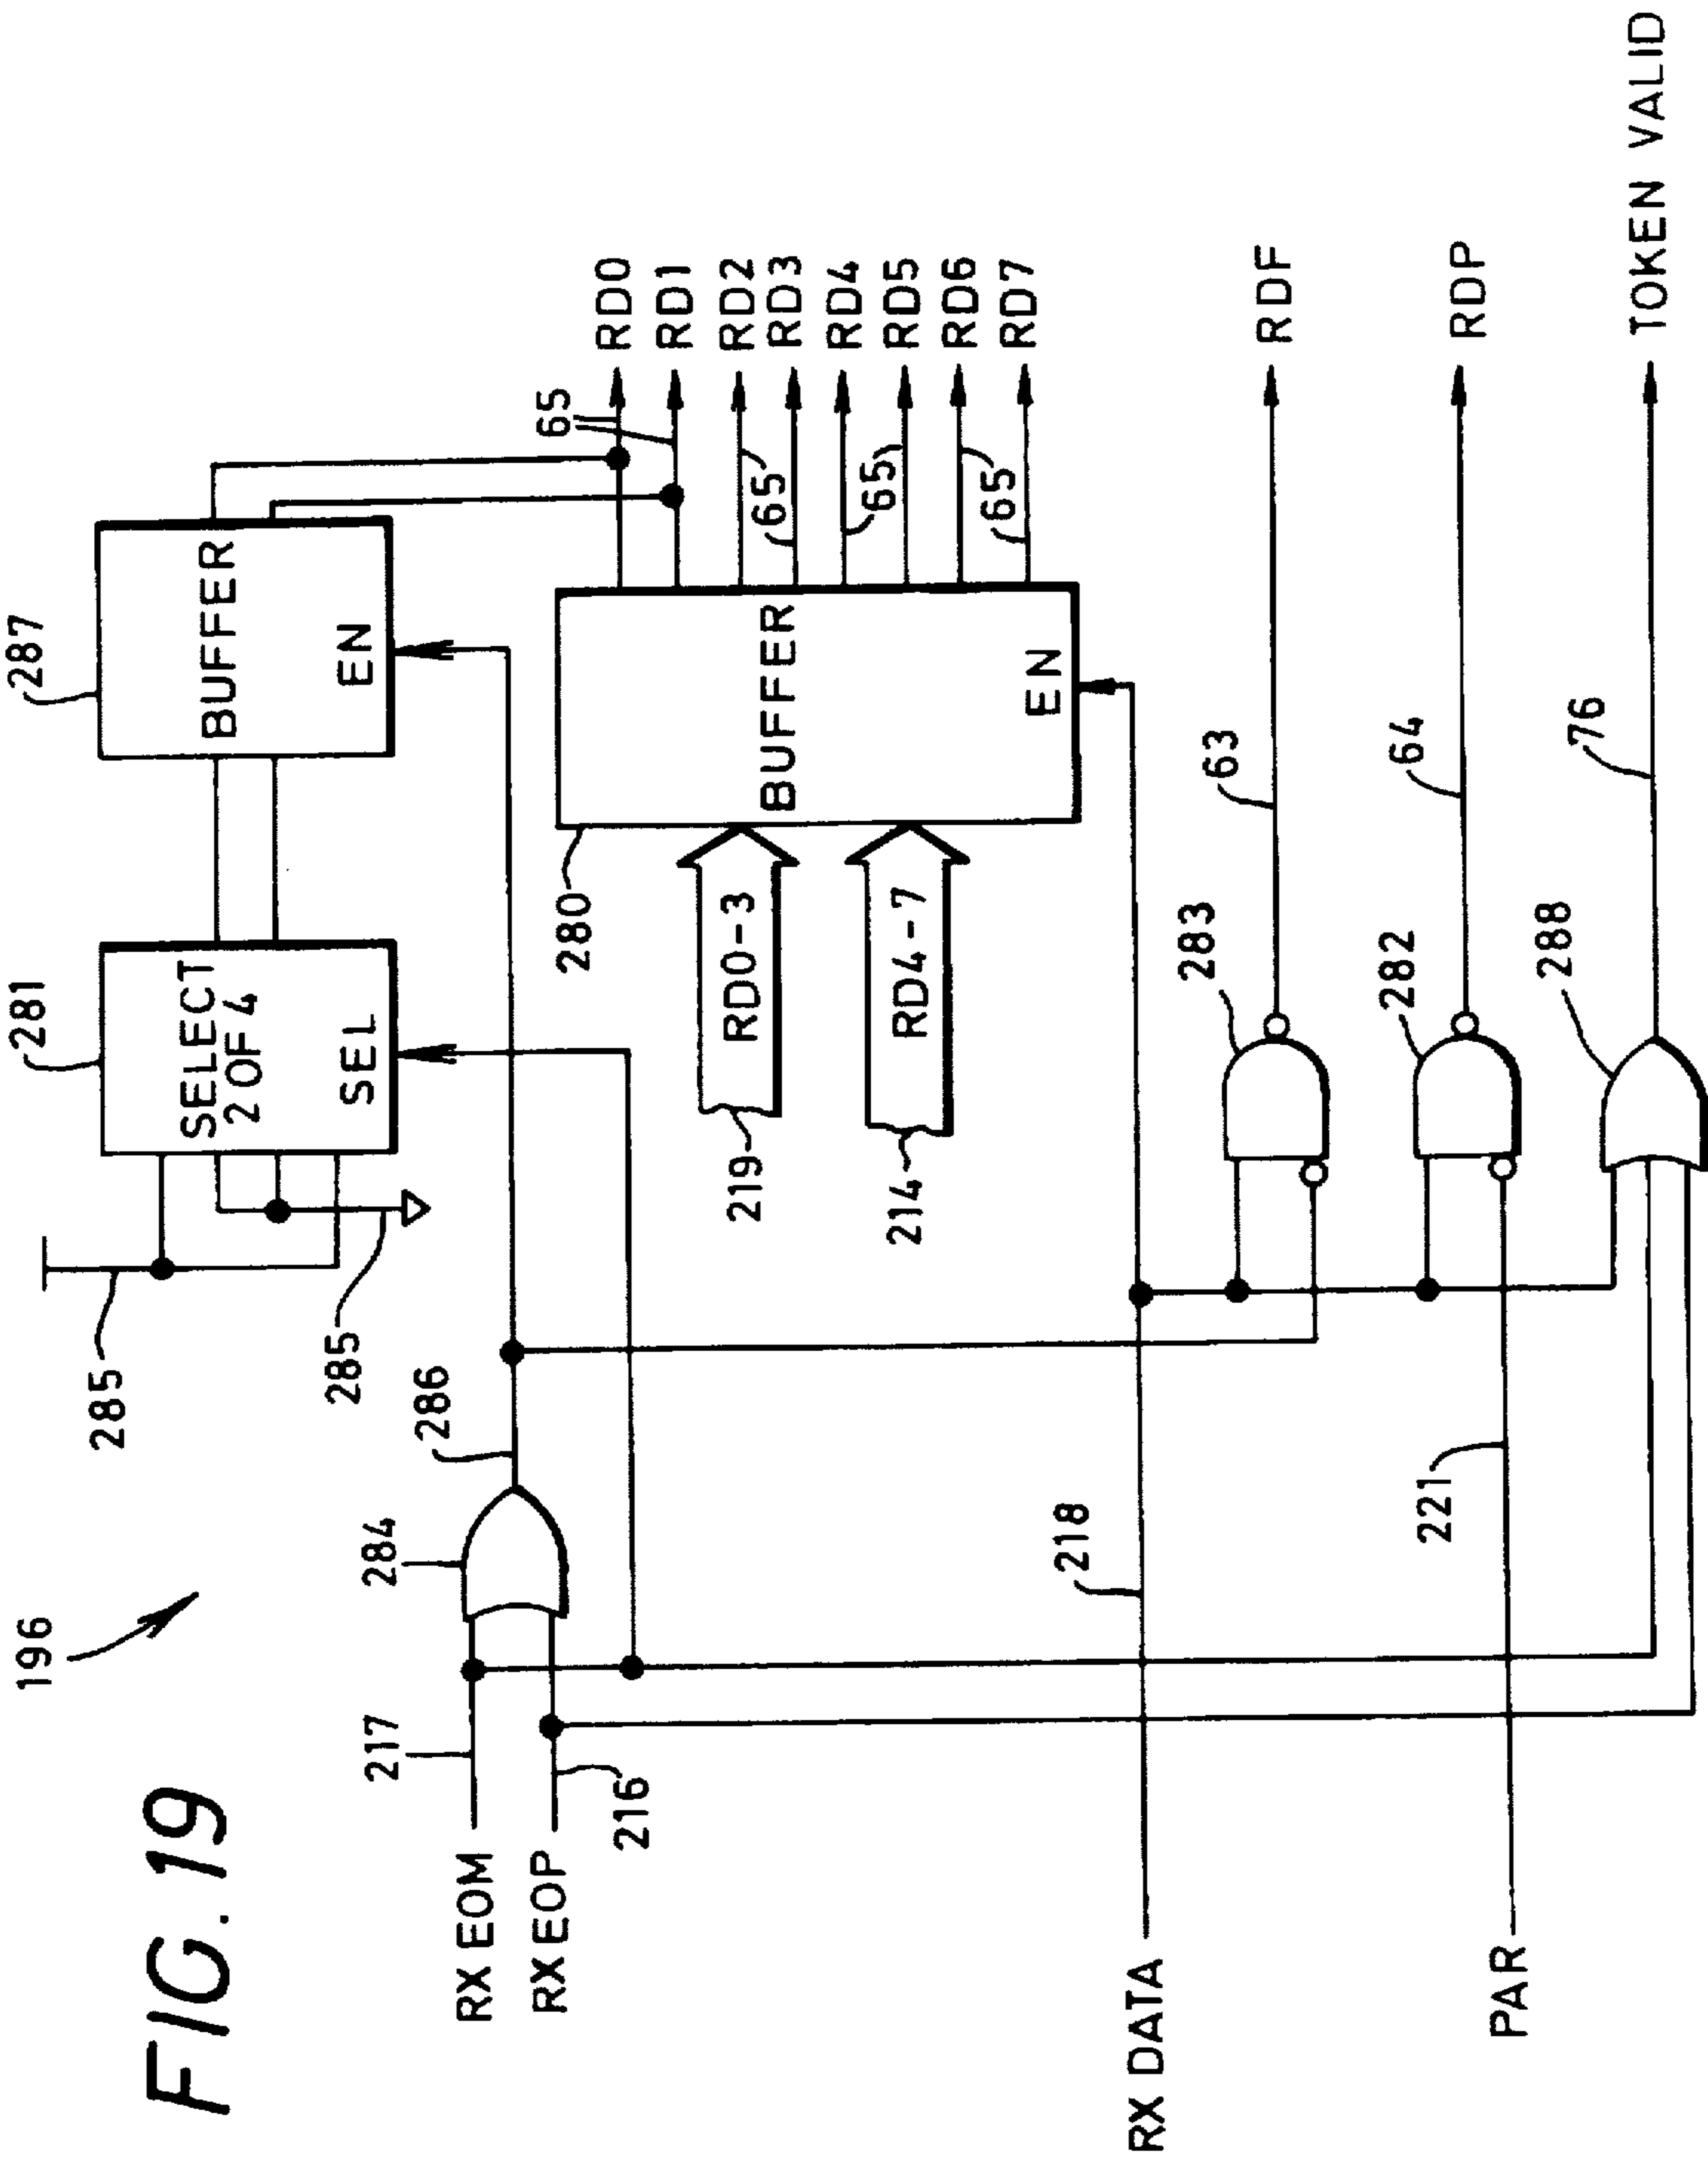 FIG. 19
196
287
281
BUFFER
EN
SELECT
2 OF 4
SEL
285
285
65
RD0
RD1
RD2
RD3
RD4
RD5
RD6
RD7
65
65
65
BUFFER
EN
280
RD0-3
RD4-7
219
214
284
286
217
RX EOM
RX EOP
216
218
RX DATA
283
63
RDF
282
64
RDP
221
PAR
288
76
TOKEN VALID